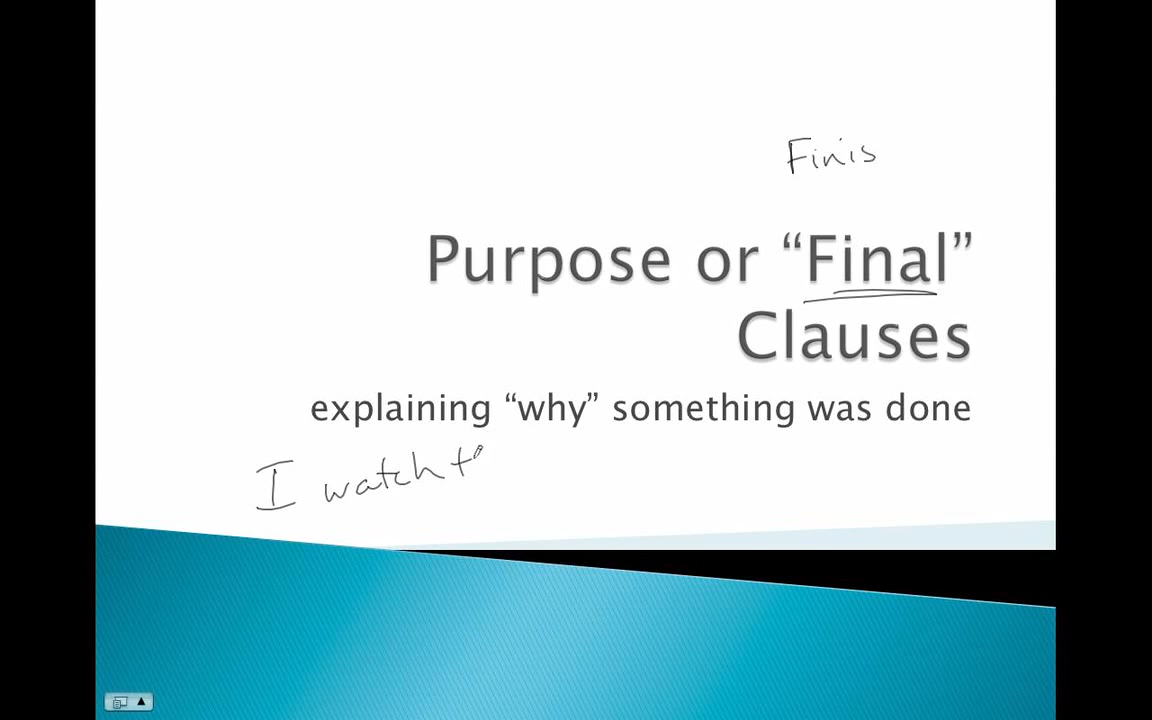 Finis
Purpose or “Final”
Clauses
explaining “why” something was done
I watch